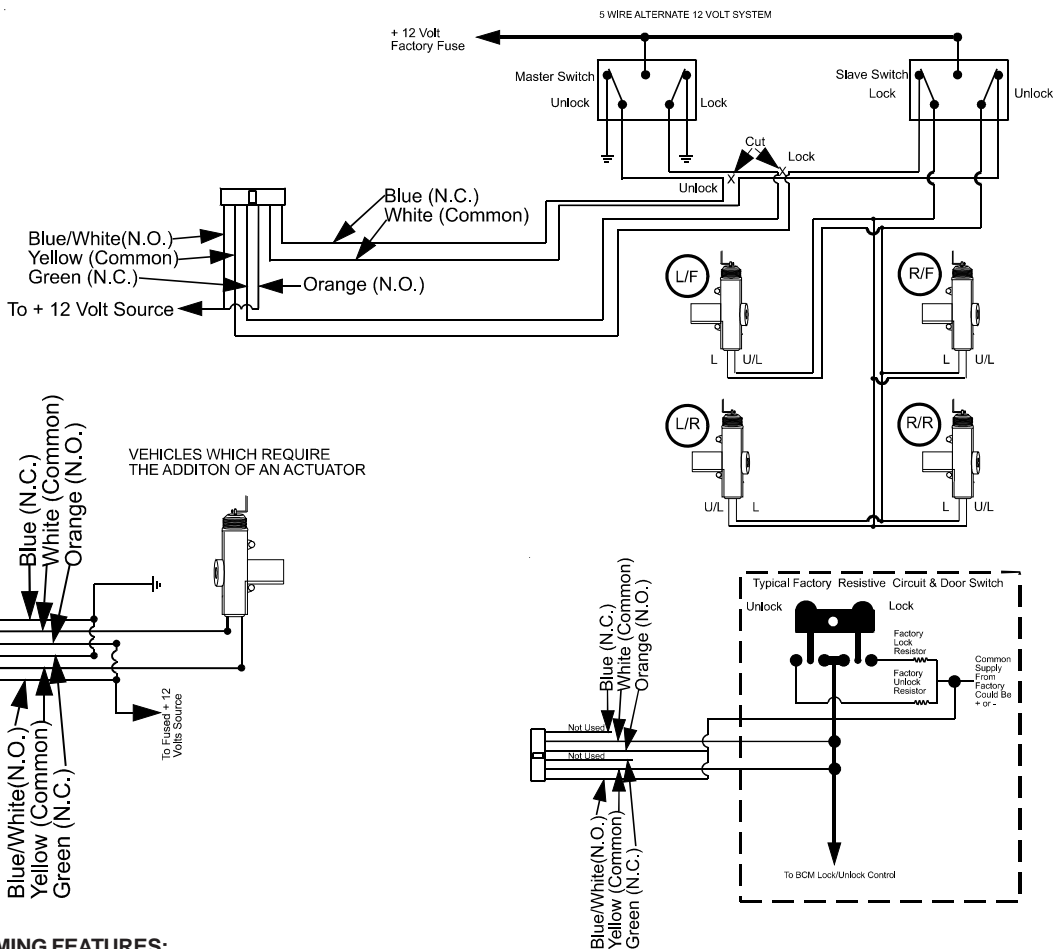 5 WIRE ALTERNATE 12 VOLT SYSTEM
+ 12 Volt
Factory Fuse
Master Switch
Unlock
Lock
Slave Switch
Lock
Unlock
Cut
Lock
Unlock
Blue (N.C.)
White (Common)
Blue/White(N.O.)
Yellow (Common)
Green (N.C.)
Orange (N.O.)
To + 12 Volt Source
L/F
R/F
L U/L
L U/L
L/R
R/R
U/L L
L U/L
VEHICLES WHICH REQUIRE
THE ADDITON OF AN ACTUATOR
Blue (N.C.)
White (Common)
Orange (N.O.)
To Fused + 12
Volts Source
Blue/White(N.O.)
Yellow (Common)
Green (N.C.)
Typical Factory Resistive Circuit & Door Switch
Unlock
Lock
Factory
Lock
Resistor
Factory
Unlock
Resistor
Common
Supply
From
Factory
Could Be
+ or -
Blue (N.C.)
White (Common)
Orange (N.O.)
Not Used
Not Used
Blue/White(N.O.)
Yellow (Common)
Green (N.C.)
To BCM Lock/Unlock Control
MING FEATURES: